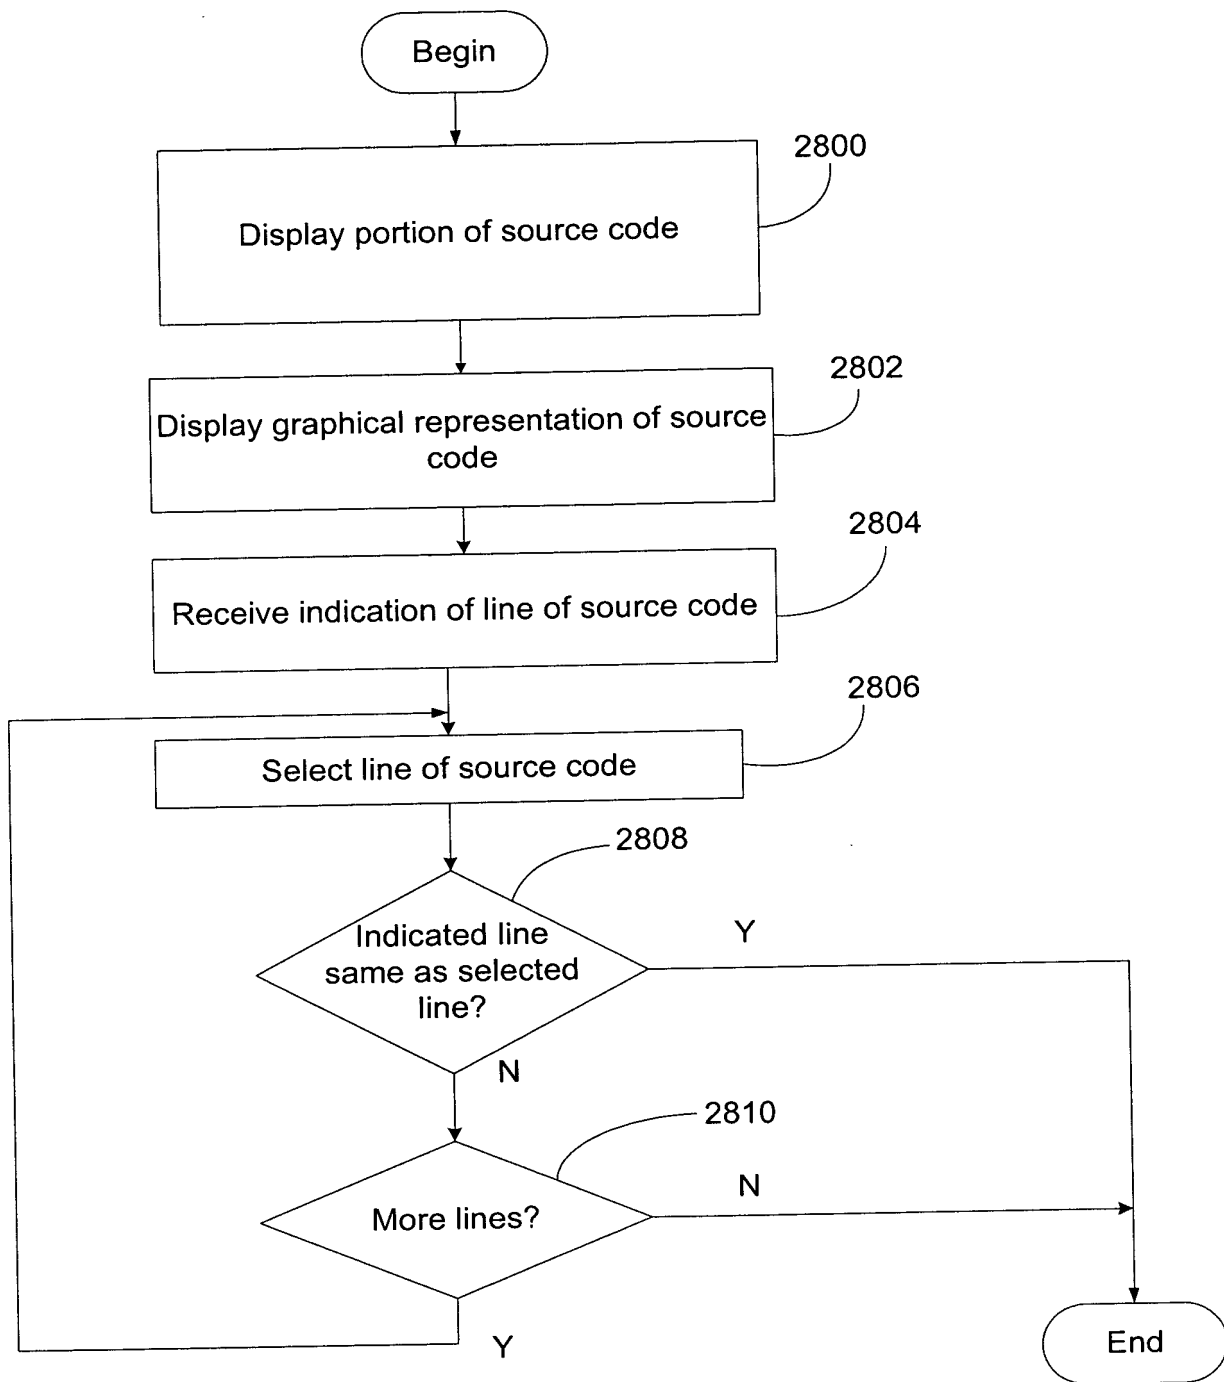 Begin
2800
Display portion of source code
2802
Display graphical representation of source
code
2804
Receive indication of line of source code
2806
Select line of source code
2808
Indicated line
same as selected
line?
Y
N
2810
More lines?
N
Y
End